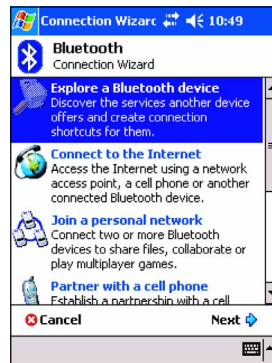 Connection Wizarc 10:49
Bluetooth
Connection Wizard
Explore a Bluetooth device
Discover the services another device
offers and create connection
shortcuts for them.
Connect to the Internet
Access the Internet using a network
access point, a cell phone or another
connected Bluetooth device.
Join a personal network
Connect two or more Bluetooth
devices to share files, collaborate or
play multiplayer games.
Partner with a cell phone
Establish a partnership with a cell
Cancel Next